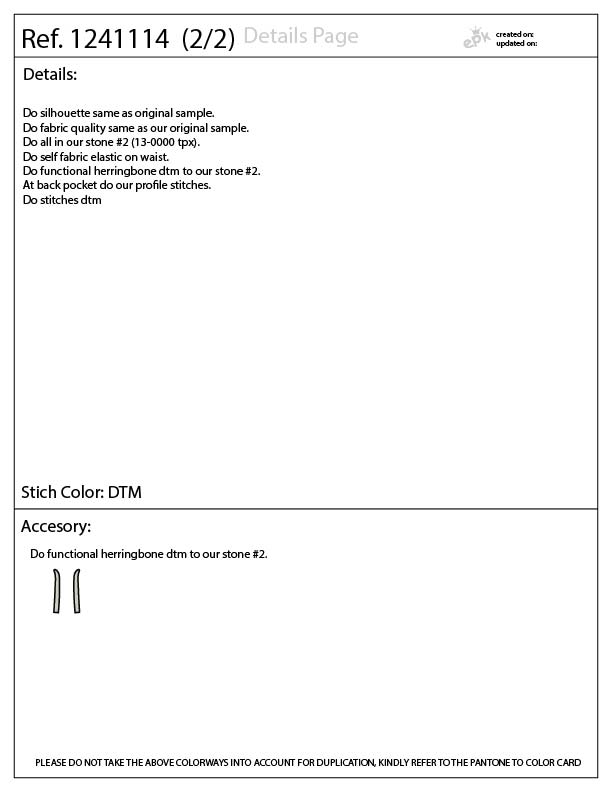 Ref. 1241114 (2/2) Details Page
epk
created on:
updated on:
Details:
Do silhouette same as original sample.
Do fabric quality same as our original sample.
Do all in our stone #2 (13-0000 tpx).
Do self fabric elastic on waist.
Do functional herringbone dtm to our stone #2.
At back pocket do our profile stitches.
Do stitches dtm
Stich Color: DTM
Accesory:
Do functional herringbone dtm to our stone #2.
PLEASE DO NOT TAKE THE ABOVE COLORWAYS INTO ACCOUNT FOR DUPLICATION, KINDLY REFER TO THE PANTONE TO COLOR CARD